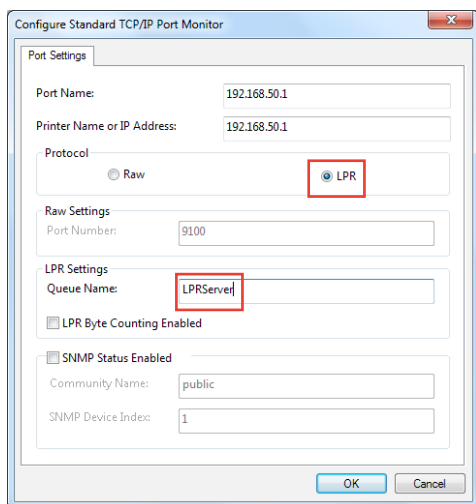 Configure Standard TCP/IP Port Monitor
Port Settings
Port Name: 192.168.50.1
Printer Name or IP Address: 192.168.50.1
Protocol
Raw LPR
Raw Settings
Port Number: 9100
LPR Settings
Queue Name: LPRServer
LPR Byte Counting Enabled
SNMP Status Enabled
Community Name: public
SNMP Device Index: 1
OK Cancel